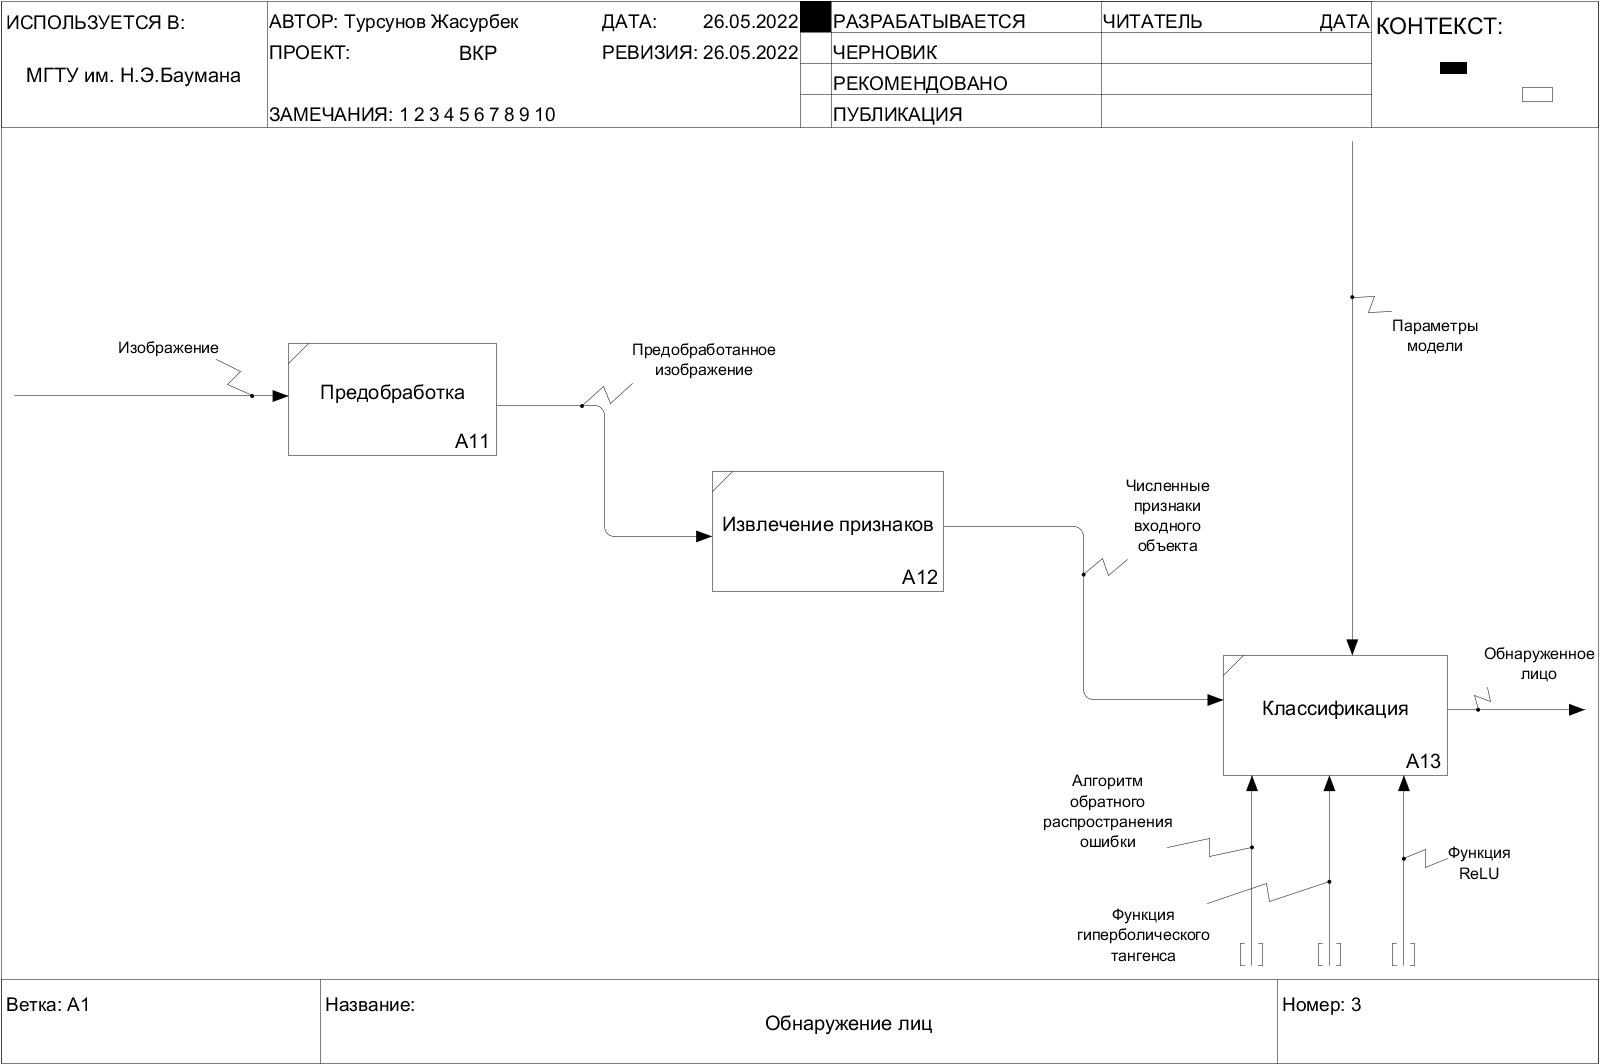 ИСПОЛЬЗУЕТСЯ В:
МГТУ им. Н.Э.Баумана
АВТОР: Турсунов Жасурбек
ДАТА: 26.05.2022
ПРОЕКТ: ВКР
РЕВИЗИЯ: 26.05.2022
ЗАМЕЧАНИЯ: 1 2 3 4 5 6 7 8 9 10
РАЗРАБАТЫВАЕТСЯ
ЧЕРНОВИК
РЕКОМЕНДОВАНО
ПУБЛИКАЦИЯ
ЧИТАТЕЛЬ ДАТА
КОНТЕКСТ:
Изображение
Предобработка
A11
Предобработанное
изображение
Извлечение признаков
A12
Численные
признаки
входного
объекта
Параметры
модели
Классификация
A13
Обнаруженное
лицо
Алгоритм
обратного
распространения
ошибки
Функция
гиперболического
тангенса
Функция
ReLU
Ветка: A1
Название:
Обнаружение лиц
Номер: 3